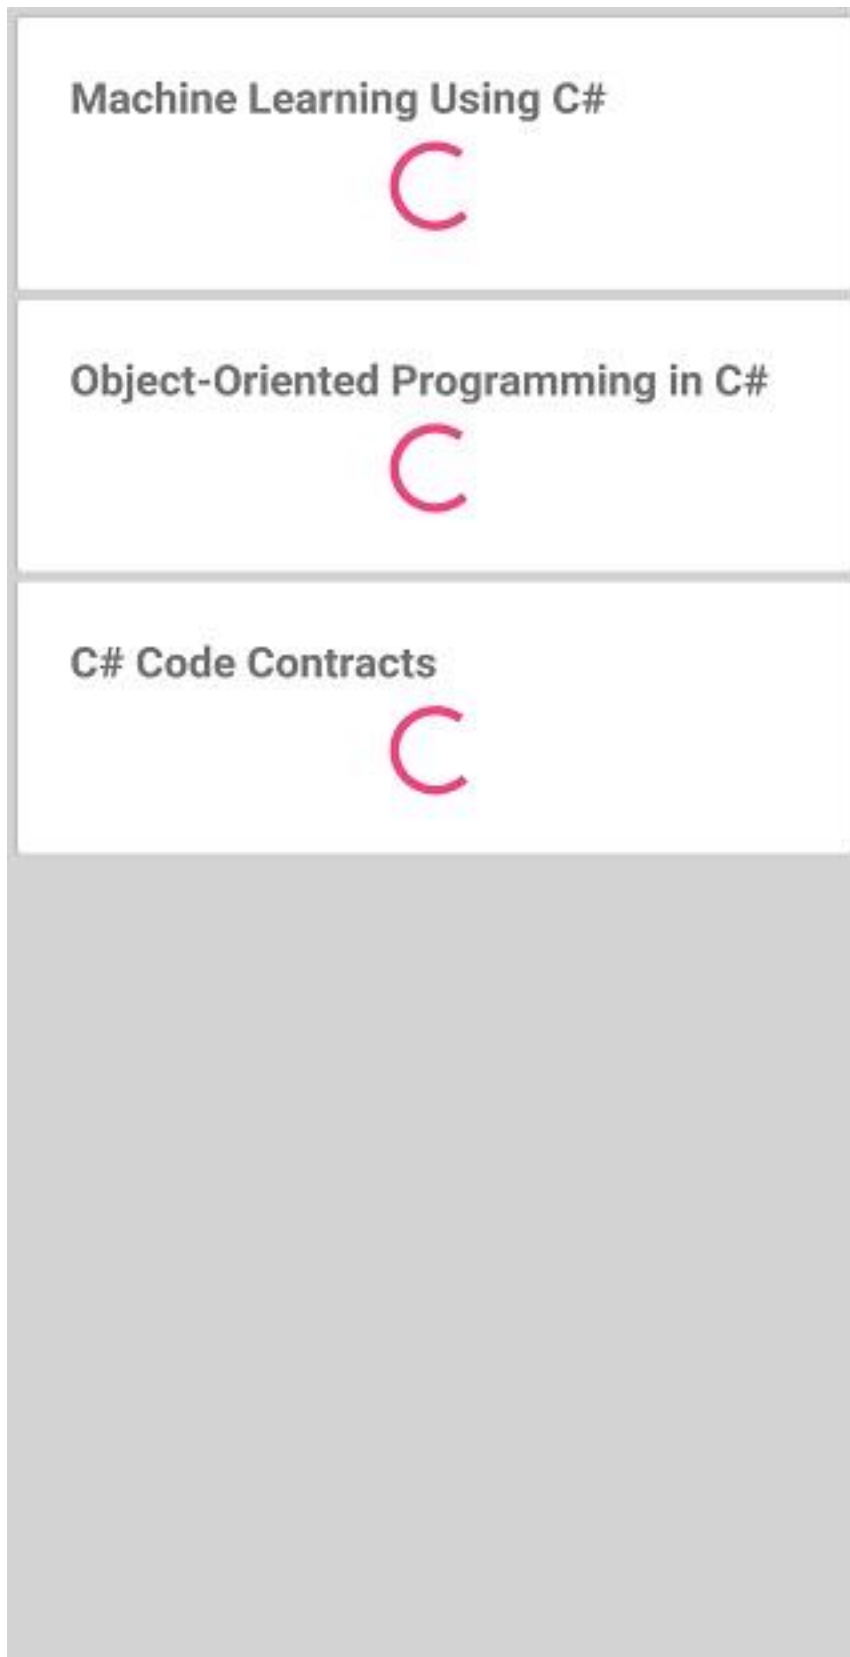 Machine Learning Using C#
Object-Oriented Programming in C#
C# Code Contracts